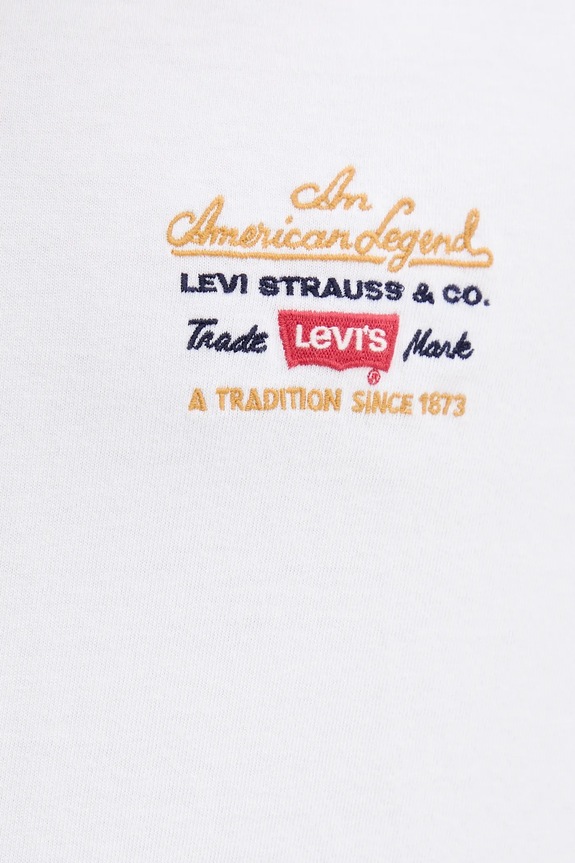 An
American Legend
LEVI STRAUSS & CO.
Trade LEVI'S ® Mark
A TRADITION SINCE 1873